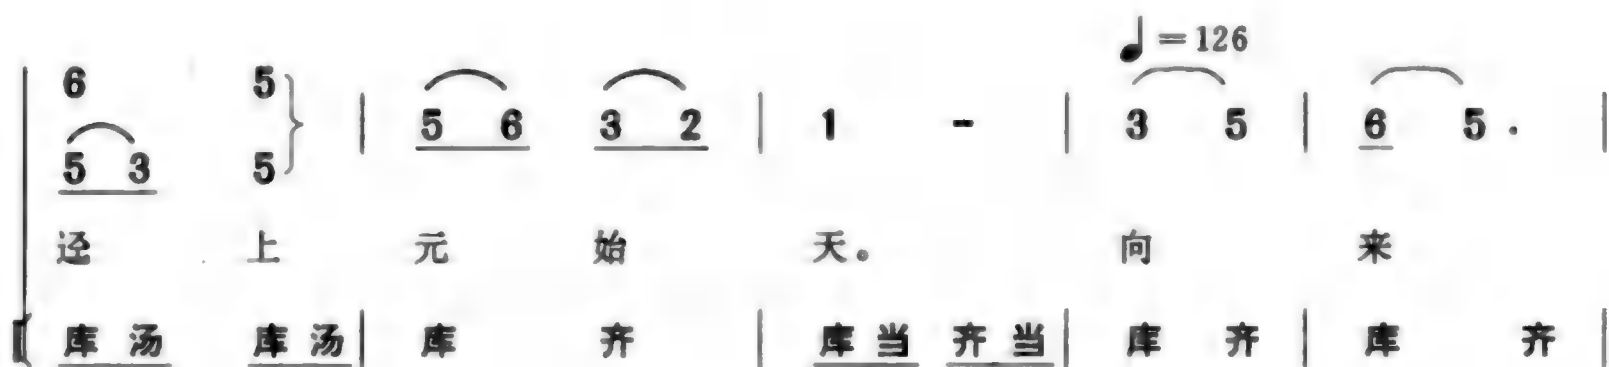 ♩=126
6 5
5 6 3 2 | 1 - | 3 5 | 6 5 . |
5 3 5
迳 上 元 始 天。 向 来
库 汤 库 汤 | 库 齐 | 库 当 齐 当 | 库 齐 | 库 齐 |